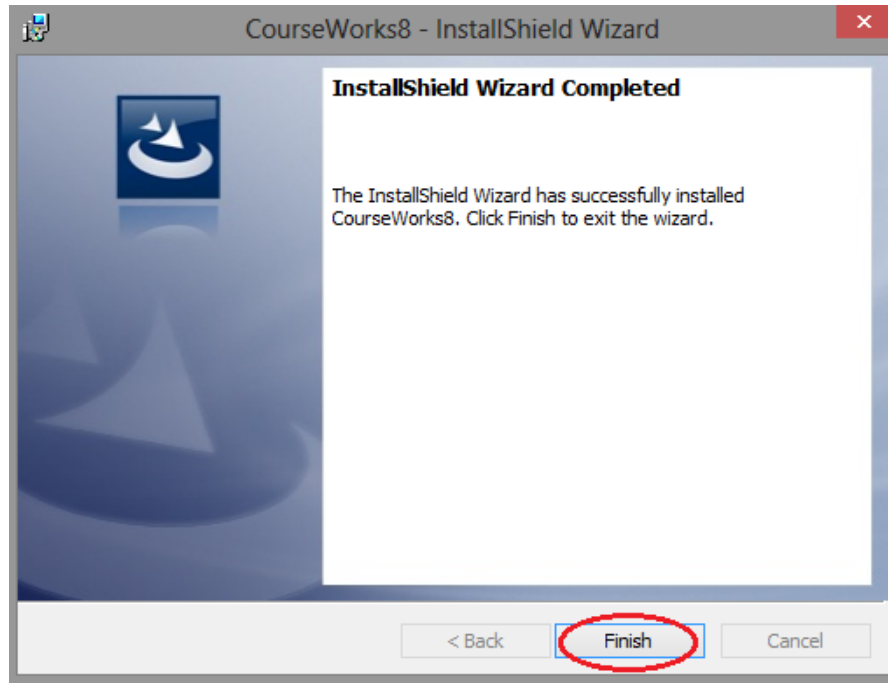 CourseWorks8 - InstallShield Wizard
InstallShield Wizard Completed
The InstallShield Wizard has successfully installed
CourseWorks8. Click Finish to exit the wizard.
< Back
Finish
Cancel